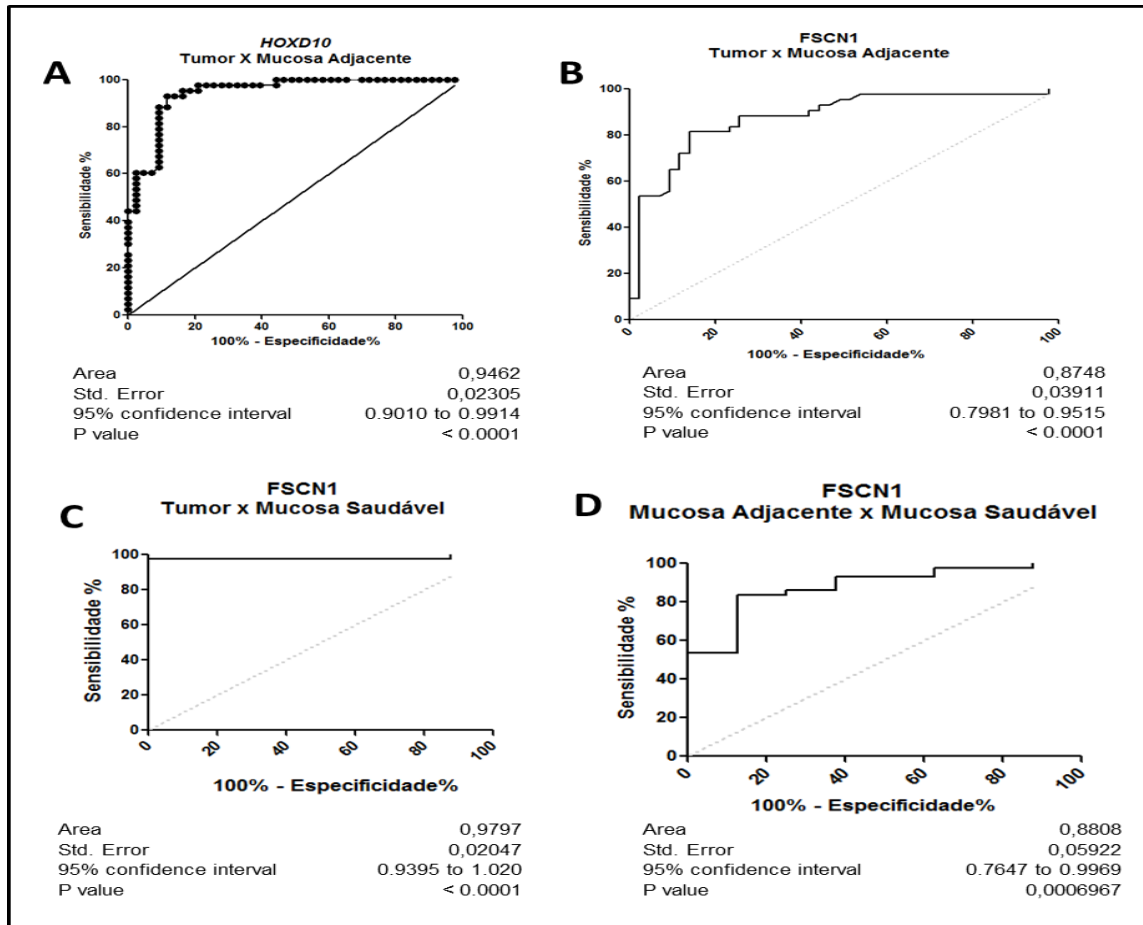 A
HOXD10
Tumor X Mucosa Adjacente
Sensibilidade %
100
80
60
40
20
0
0 20 40 60 80 100
100% - Especificidade%
Area 0,9462
Std. Error 0,02305
95% confidence interval 0.9010 to 0.9914
P value < 0.0001
B
FSCN1
Tumor x Mucosa Adjacente
Sensibilidade %
100
80
60
40
20
0
0 20 40 60 80 100
100% - Especificidade%
Area 0,8748
Std. Error 0,03911
95% confidence interval 0.7981 to 0.9515
P value < 0.0001
C
FSCN1
Tumor x Mucosa Saudável
Sensibilidade %
100
80
60
40
20
0
0 20 40 60 80 100
100% - Especificidade%
Area 0,9797
Std. Error 0,02047
95% confidence interval 0.9395 to 1.020
P value < 0.0001
D
FSCN1
Mucosa Adjacente x Mucosa Saudável
Sensibilidade %
100
80
60
40
20
0
0 20 40 60 80 100
100% - Especificidade%
Area 0,8808
Std. Error 0,05922
95% confidence interval 0.7647 to 0.9969
P value 0,0006967